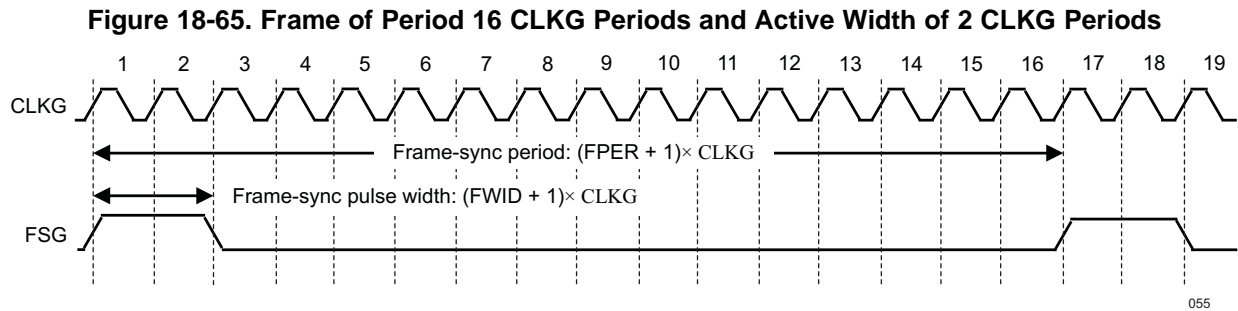 Figure 18-65. Frame of Period 16 CLKG Periods and Active Width of 2 CLKG Periods
1 2 3 4 5 6 7 8 9 10 11 12 13 14 15 16 17 18 19
CLKG
Frame-sync period: (FPER + 1)× CLKG
Frame-sync pulse width: (FWID + 1)× CLKG
FSG
055